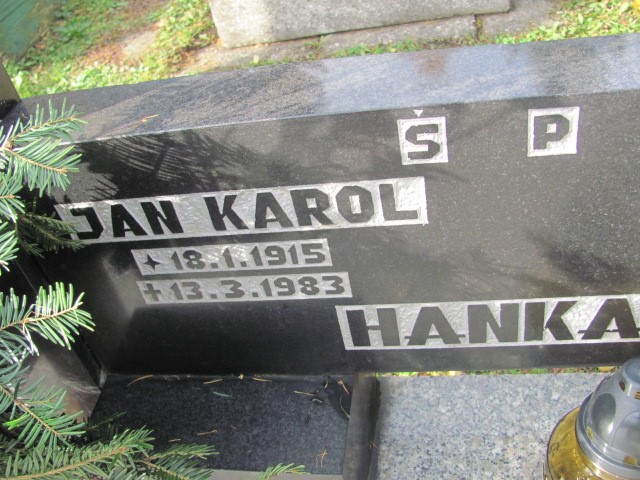 Š P
JAN KAROL
18.1.1915
13.3.1983
HANKA